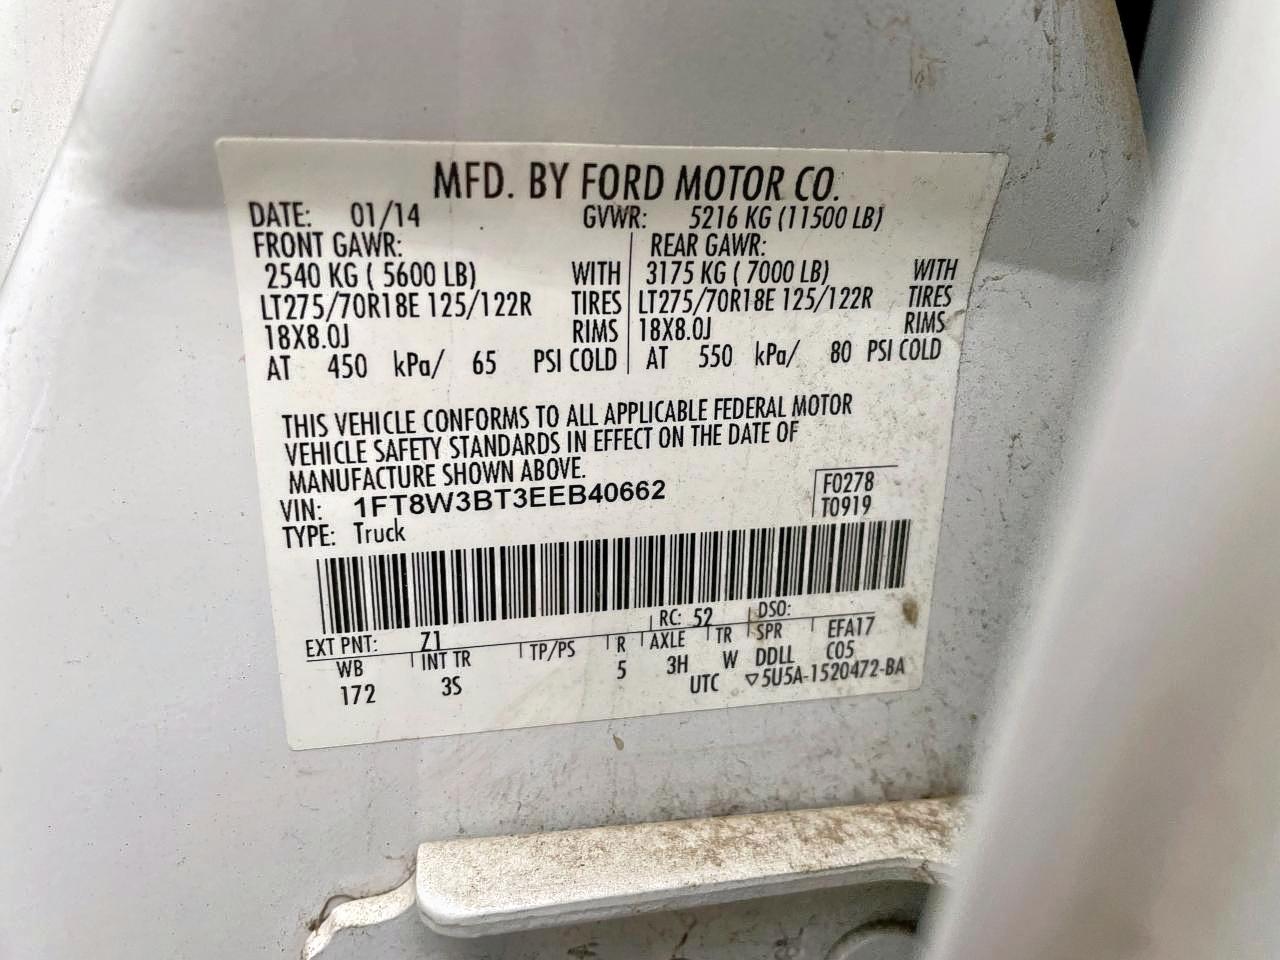 MFD. BY FORD MOTOR CO.
DATE: 01/14 GVWR: 5216 KG (11500 LB)
FRONT GAWR: REAR GAWR:
2540 KG ( 5600 LB) WITH 3175 KG ( 7000 LB) WITH
LT275/70R18E 125/122R TIRES LT275/70R18E 125/122R TIRES
18X8.0J RIMS 18X8.0J RIMS
AT 450 kPa/ 65 PSI COLD AT 550 kPa/ 80 PSI COLD
THIS VEHICLE CONFORMS TO ALL APPLICABLE FEDERAL MOTOR
VEHICLE SAFETY STANDARDS IN EFFECT ON THE DATE OF
MANUFACTURE SHOWN ABOVE.
VIN: 1FT8W3BT3EEB40662 F0278
TYPE: Truck T0919
EXT PNT: Z1 RC: 52 DSO:
WB INT TR TP/PS R AXLE TR SPR EFA17
172 3S 5 3H W DDLL C05
UTC ▽5U5A-1520472-BA